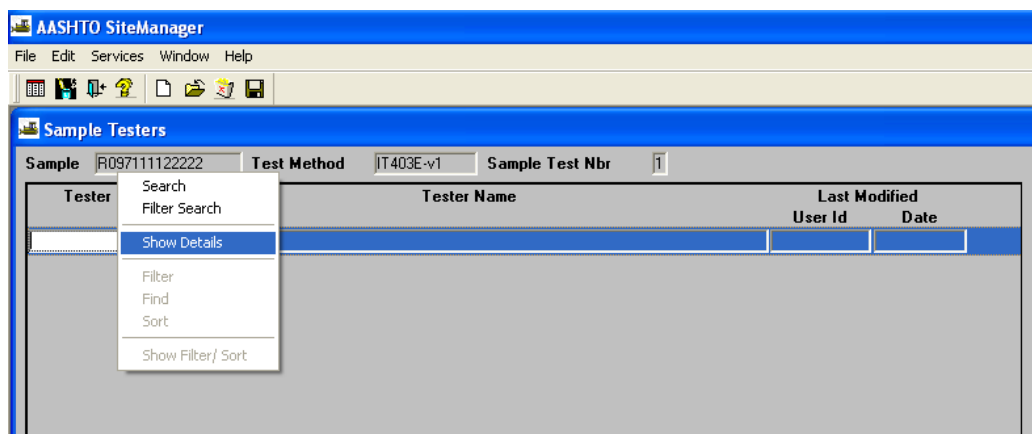 AASHTO SiteManager
File Edit Services Window Help
Sample Testers
Sample R097111122222 Test Method IT403E-v1 Sample Test Nbr 1
Tester Tester Name Last Modified
User Id Date
Search
Filter Search
Show Details
Filter
Find
Sort
Show Filter/ Sort